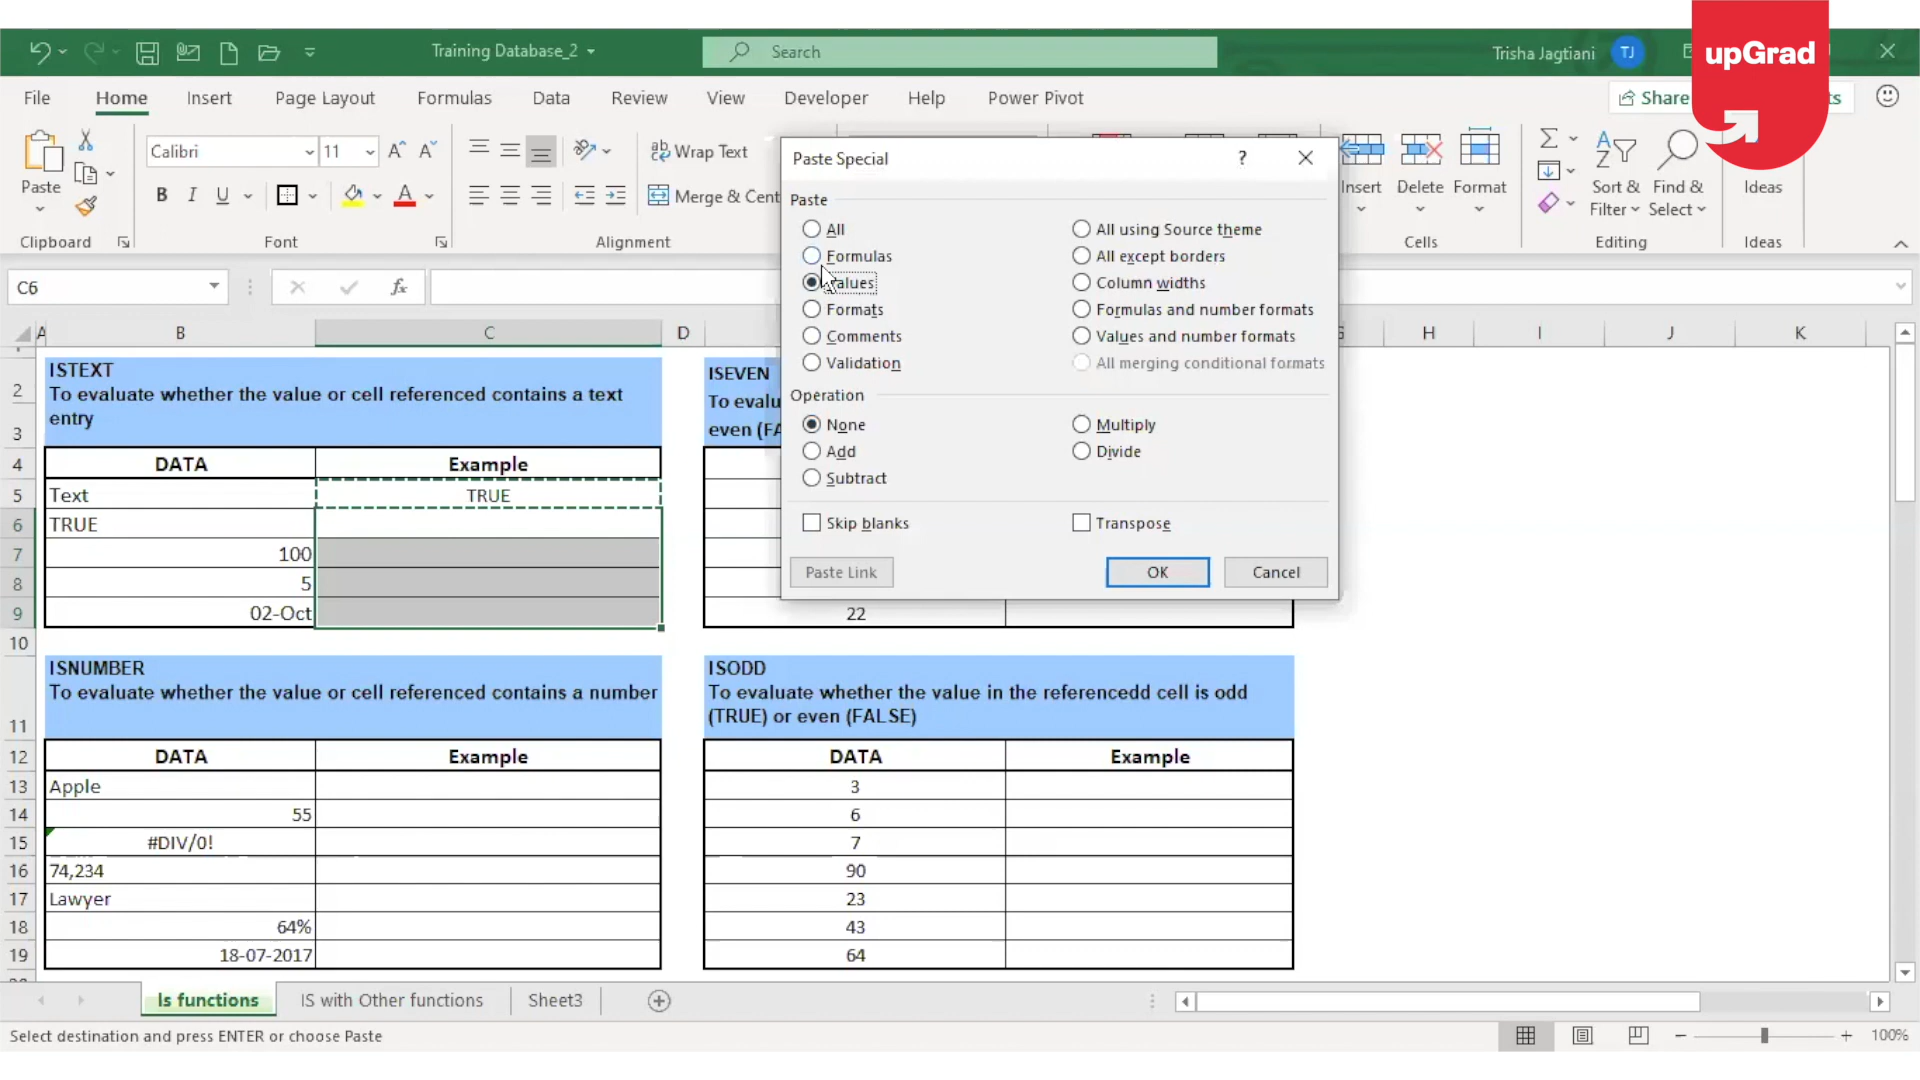 Training Database_2
Search
Trisha Jagtiani
TJ
upGrad
File
Home
Insert
Page Layout
Formulas
Data
Review
View
Developer
Help
Power Pivot
Share
ts
Paste
Calibri
11
A^
Aˇ
B
I
U
A
Wrap Text
Merge & Cent
Insert
Delete
Format
Sort &
Filter
Find &
Select
Ideas
Clipboard
Font
Alignment
Cells
Editing
Ideas
C6
fx
Paste Special
?
Paste
All
Formulas
alues
Formats
Comments
Validation
All using Source theme
All except borders
Column widths
Formulas and number formats
Values and number formats
All merging conditional formats
Operation
None
Add
Subtract
Multiply
Divide
Skip blanks
Transpose
Paste Link
OK
Cancel
A B C D G H I J K
ISTEXT
To evaluate whether the value or cell referenced contains a text
entry
ISEVEN
To evalu
even (FA
2
3
4 DATA Example
5 Text TRUE
6 TRUE
7 100
8 5
9 02-Oct 22
10
ISNUMBER
To evaluate whether the value or cell referenced contains a number
ISODD
To evaluate whether the value in the referencedd cell is odd
(TRUE) or even (FALSE)
11
12 DATA Example DATA Example
13 Apple 3
14 55 6
15 #DIV/0! 7
16 74,234 90
17 Lawyer 23
18 64% 43
19 18-07-2017 64
Is functions
IS with Other functions
Sheet3
Select destination and press ENTER or choose Paste
100%